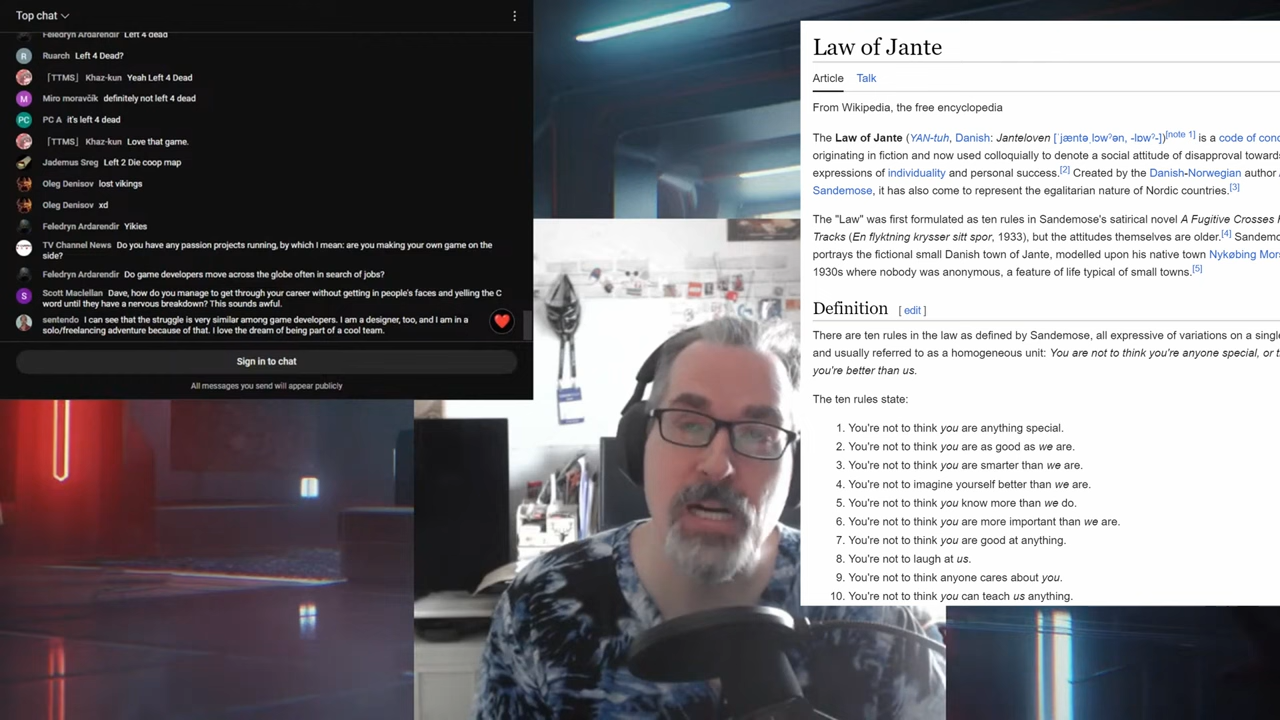 Top chat
Feledryn Ardarendir Left 4 dead
R Ruarch Left 4 Dead?
「TTMS」 Khaz-kun Yeah Left 4 Dead
M Miro moravčík definitely not left 4 dead
PC PC A it's left 4 dead
「TTMS」 Khaz-kun Love that game.
Jademus Sreg Left 2 Die coop map
Oleg Denisov lost vikings
Oleg Denisov xd
Feledryn Ardarendir Yikies
TV Channel News Do you have any passion projects running, by which I mean: are you making your own game on the
side?
Feledryn Ardarendir Do game developers move across the globe often in search of jobs?
S Scott Maclellan Dave, how do you manage to get through your career without getting in people's faces and yelling the C
word until they have a nervous breakdown? This sounds awful.
sentendo I can see that the struggle is very similar among game developers. I am a designer, too, and I am in a
solo/freelancing adventure because of that. I love the dream of being part of a cool team.
Sign in to chat
All messages you send will appear publicly
Law of Jante
Article Talk
From Wikipedia, the free encyclopedia
The Law of Jante (YAN-tuh, Danish: Janteloven [ˈjæntəˌlɔwˀən, -lɒwˀ-])[note 1] is a code of cond
originating in fiction and now used colloquially to denote a social attitude of disapproval towards
expressions of individuality and personal success.[2] Created by the Danish-Norwegian author
Sandemose, it has also come to represent the egalitarian nature of Nordic countries.[3]
The "Law" was first formulated as ten rules in Sandemose's satirical novel A Fugitive Crosses
Tracks (En flyktning krysser sitt spor, 1933), but the attitudes themselves are older.[4] Sandemo
portrays the fictional small Danish town of Jante, modelled upon his native town Nykøbing Mors
1930s where nobody was anonymous, a feature of life typical of small towns.[5]
Definition [ edit ]
There are ten rules in the law as defined by Sandemose, all expressive of variations on a single
and usually referred to as a homogeneous unit: You are not to think you're anyone special, or t
you're better than us.
The ten rules state:
1. You're not to think you are anything special.
2. You're not to think you are as good as we are.
3. You're not to think you are smarter than we are.
4. You're not to imagine yourself better than we are.
5. You're not to think you know more than we do.
6. You're not to think you are more important than we are.
7. You're not to think you are good at anything.
8. You're not to laugh at us.
9. You're not to think anyone cares about you.
10. You're not to think you can teach us anything.